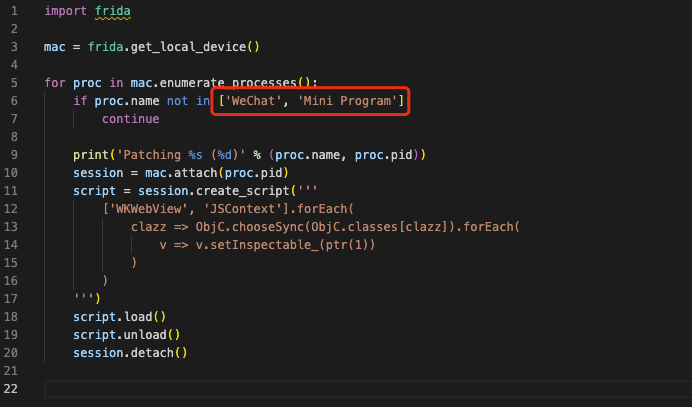 1 import frida
2
3 mac = frida.get_local_device()
4
5 for proc in mac.enumerate_processes():
6     if proc.name not in ['WeChat', 'Mini Program']
7         continue
8
9     print('Patching %s (%d)' % (proc.name, proc.pid))
10     session = mac.attach(proc.pid)
11     script = session.create_script('''
12         ['WKWebView', 'JSContext'].forEach(
13             clazz => ObjC.chooseSync(ObjC.classes[clazz]).forEach(
14                 v => v.setInspectable_(ptr(1))
15             )
16         )
17     ''')
18     script.load()
19     script.unload()
20     session.detach()
21
22